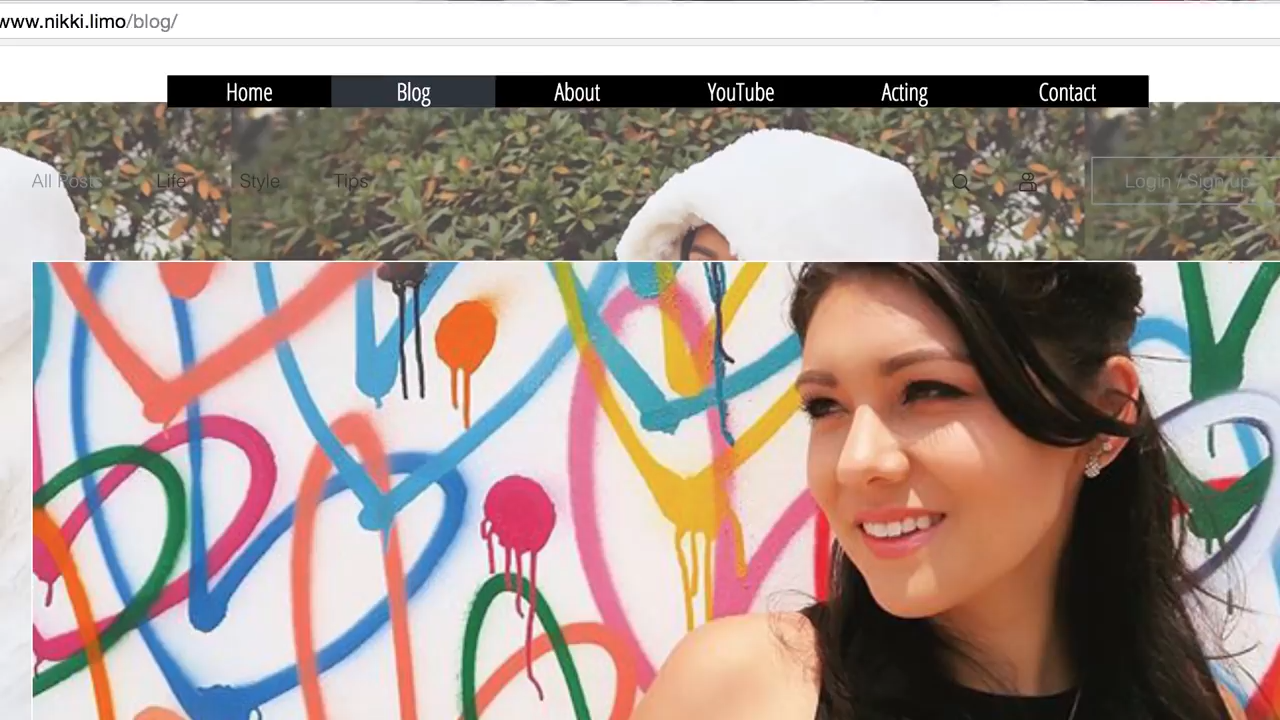 www.nikki.limo/blog/
Home Blog About YouTube Acting Contact
All Posts Life Style Tips Login / Sign up